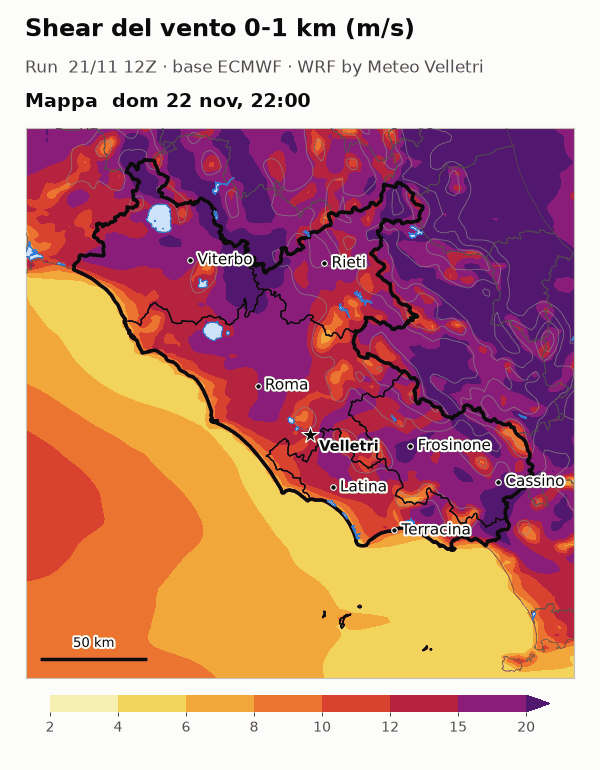 Shear del vento 0-1 km (m/s)
Run  21/11 12Z · base ECMWF · WRF by Meteo Velletri
Mappa  dom 22 nov, 22:00
Viterbo
Rieti
Roma
Velletri
Frosinone
Latina
Cassino
Terracina
50 km
2 4 6 8 10 12 15 20